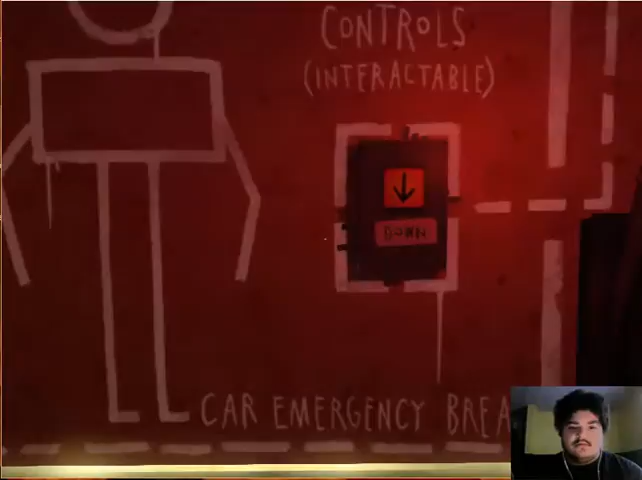 CONTROLS
(INTERACTABLE)
DOWN
CAR EMERGENCY BREA